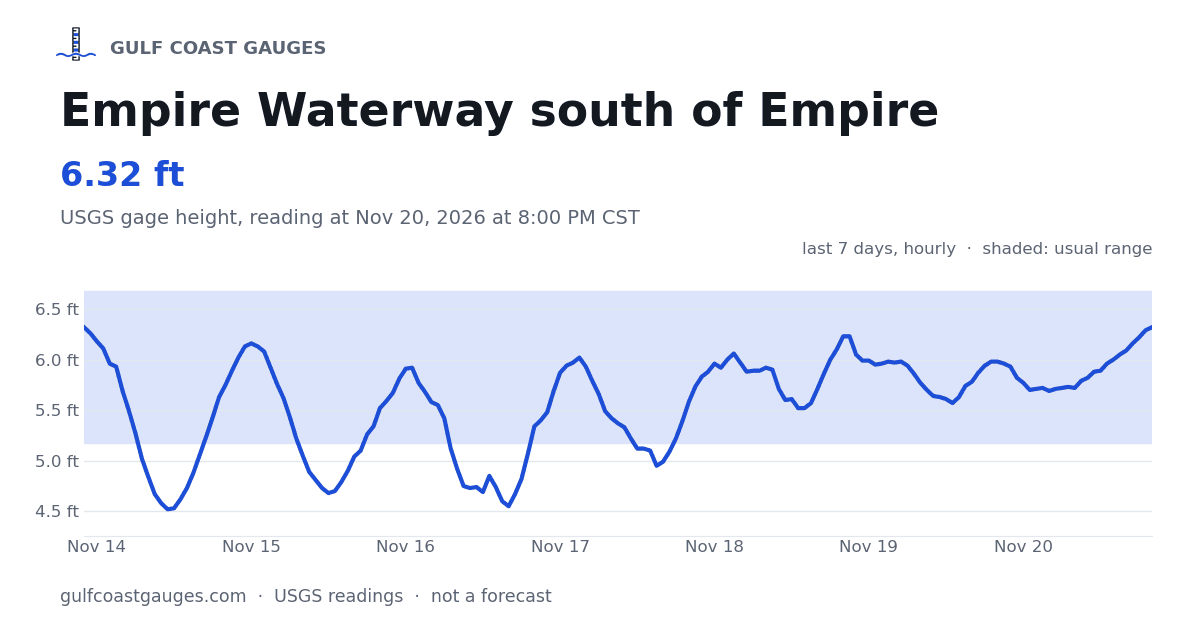 GULF COAST GAUGES
Empire Waterway south of Empire
6.32 ft
USGS gage height, reading at Nov 20, 2026 at 8:00 PM CST
last 7 days, hourly · shaded: usual range
6.5 ft
6.0 ft
5.5 ft
5.0 ft
4.5 ft
Nov 14 Nov 15 Nov 16 Nov 17 Nov 18 Nov 19 Nov 20
gulfcoastgauges.com · USGS readings · not a forecast